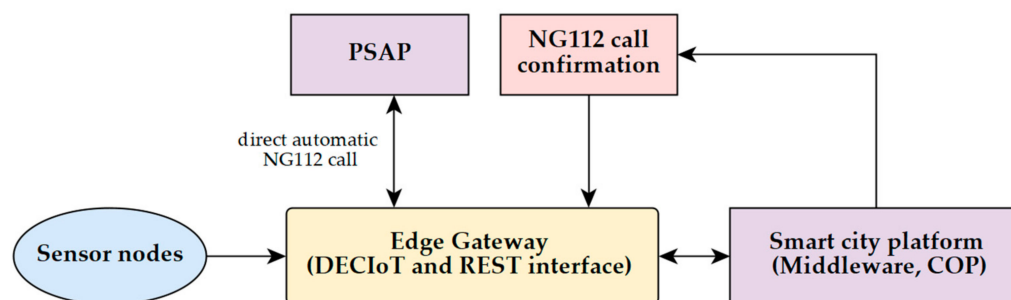 PSAP
NG112 call
confirmation
direct automatic
NG112 call
Sensor nodes
Edge Gateway
(DECIoT and REST interface)
Smart city platform
(Middleware, COP)